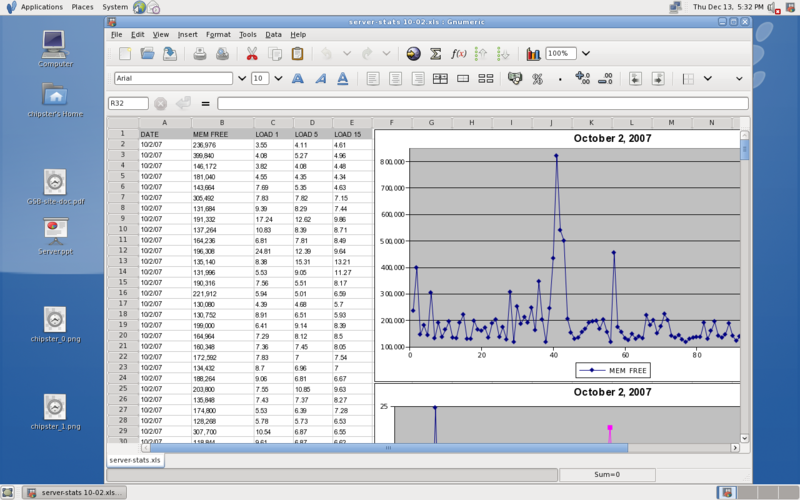 Applications Places System
Thu Dec 13, 5:32 PM
server-stats 10-02.xls : Gnumeric
File Edit View Insert Format Tools Data Help
100%
f(x)
Arial 10
R32 =
Computer
chipster's Home
GSB-site-doc.pdf
Server.ppt
chipster_0.png
chipster_1.png
A B C D E F G H I J K L M N
1 DATE MEM FREE LOAD 1 LOAD 5 LOAD 15
2 10/2/07 236,976 3.55 4.11 4.61
3 10/2/07 399,840 4.08 5.27 4.96
4 10/2/07 146,172 3.82 4.08 4.48
5 10/2/07 181,040 4.55 4.35 4.34
6 10/2/07 143,664 7.69 5.35 4.63
7 10/2/07 305,492 7.83 7.82 7.15
8 10/2/07 131,684 9.39 8.29 7.44
9 10/2/07 191,332 17.24 12.62 9.86
10 10/2/07 137,264 10.83 8.39 8.71
11 10/2/07 164,236 6.81 7.81 8.49
12 10/2/07 196,308 24.81 12.39 9.64
13 10/2/07 135,140 8.38 15.31 13.21
14 10/2/07 131,996 5.53 9.05 11.27
15 10/2/07 190,316 7.56 5.51 8.17
16 10/2/07 221,912 5.94 5.01 6.59
17 10/2/07 130,080 4.39 4.68 5.7
18 10/2/07 130,752 8.91 6.51 5.93
19 10/2/07 199,000 6.41 9.14 8.39
20 10/2/07 164,964 7.29 8.12 8.5
21 10/2/07 160,348 7.36 7.45 8.05
22 10/2/07 172,592 7.83 7 7.54
23 10/2/07 134,432 8.7 6.96 7
24 10/2/07 188,264 9.06 6.81 6.67
25 10/2/07 203,800 7.55 10.85 9.63
26 10/2/07 135,848 7.43 7.37 8.27
27 10/2/07 174,800 5.53 6.39 7.28
28 10/2/07 128,268 5.78 5.73 6.53
29 10/2/07 307,700 10.54 6.87 6.55
October 2, 2007
800,000
700,000
600,000
500,000
400,000
300,000
200,000
100,000
0 20 40 60 80
MEM FREE
October 2, 2007
25
server-stats.xls
Sum=0
server-stats 10-02.xls...